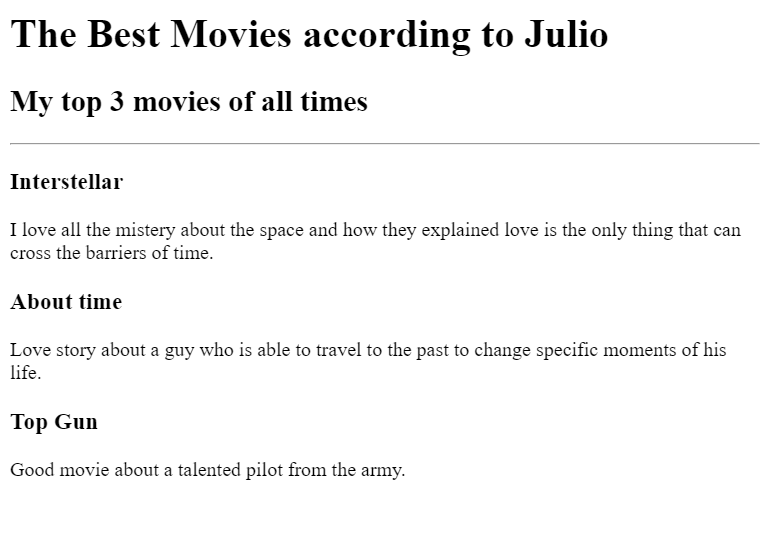 The Best Movies according to Julio
My top 3 movies of all times
Interstellar
I love all the mistery about the space and how they explained love is the only thing that can
cross the barriers of time.
About time
Love story about a guy who is able to travel to the past to change specific moments of his
life.
Top Gun
Good movie about a talented pilot from the army.